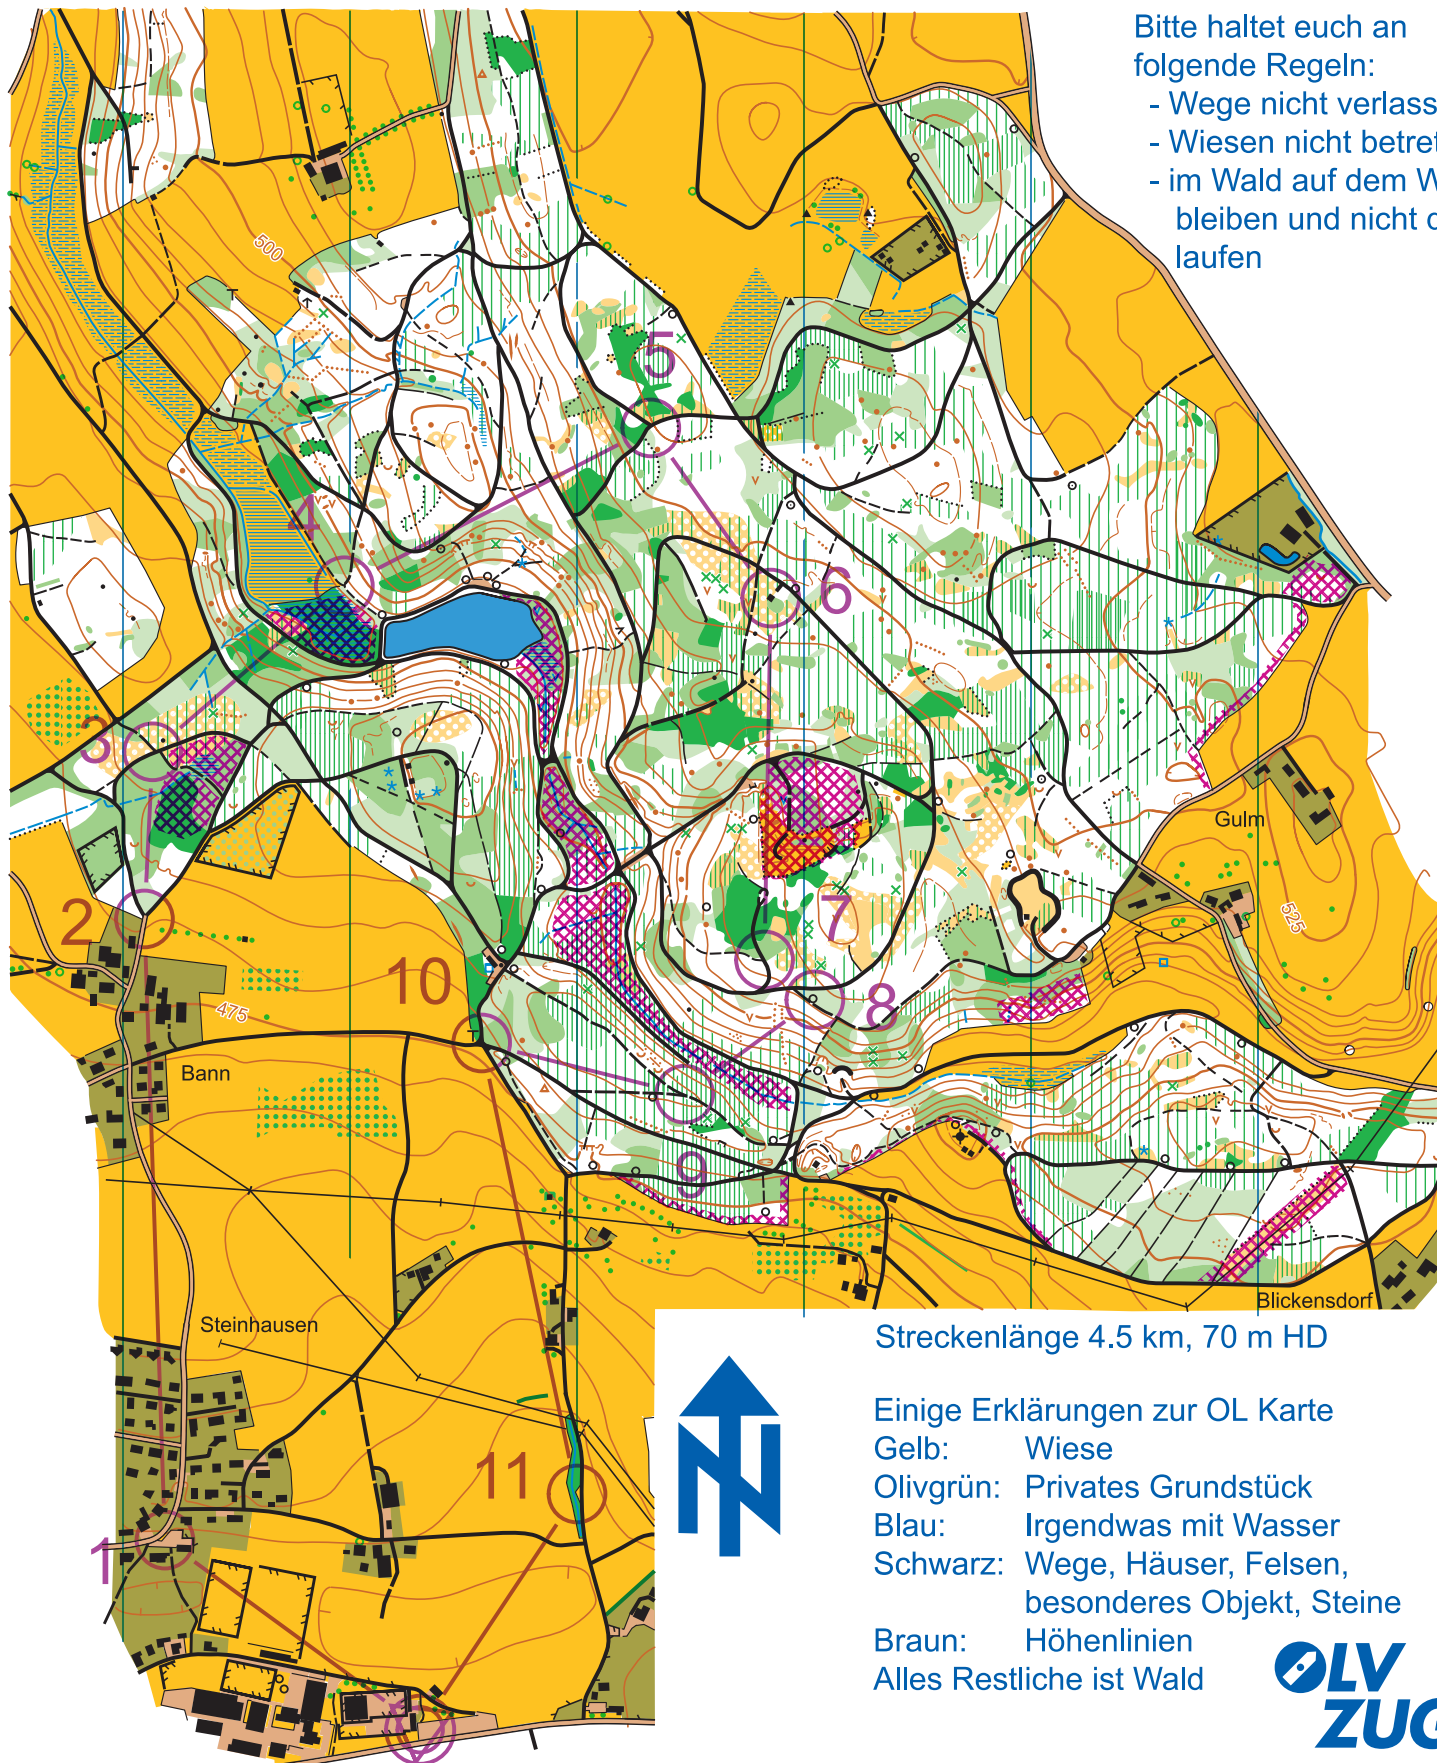 Bitte haltet euch an
folgende Regeln:
- Wege nicht
- Wiesen nicht
- im Wald auf dem
bleiben und nicht
laufen
500
5
4
6
3
Gulm
2
7
525
10
8
475
Bann
9
Blickensdorf
Steinhausen
Streckenlänge 4.5 km, 70 m HD
Einige Erklärungen zur OL Karte
Gelb: Wiese
11
Olivgrün: Privates Grundstück
Blau: Irgendwas mit Wasser
1
Schwarz: Wege, Häuser, Felsen,
besonderes Objekt, Steine
Braun: Höhenlinien
Alles Restliche ist Wald
OLV
ZUG